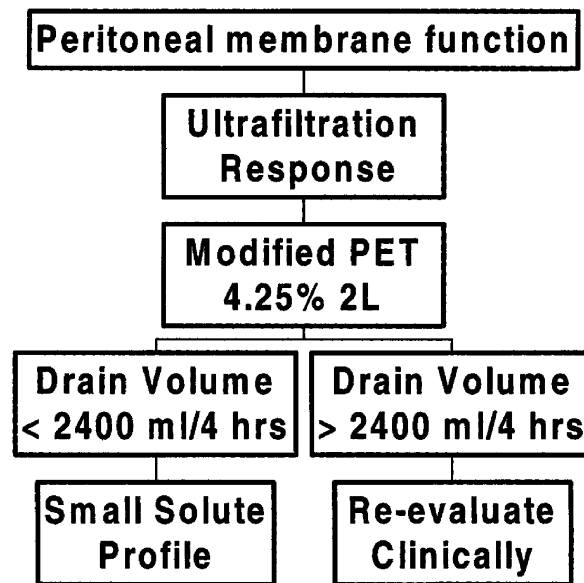 Peritoneal membrane function
Ultrafiltration
Response
Modified PET
4.25% 2L
Drain Volume
< 2400 ml/4 hrs
Drain Volume
> 2400 ml/4 hrs
Small Solute
Profile
Re-evaluate
Clinically